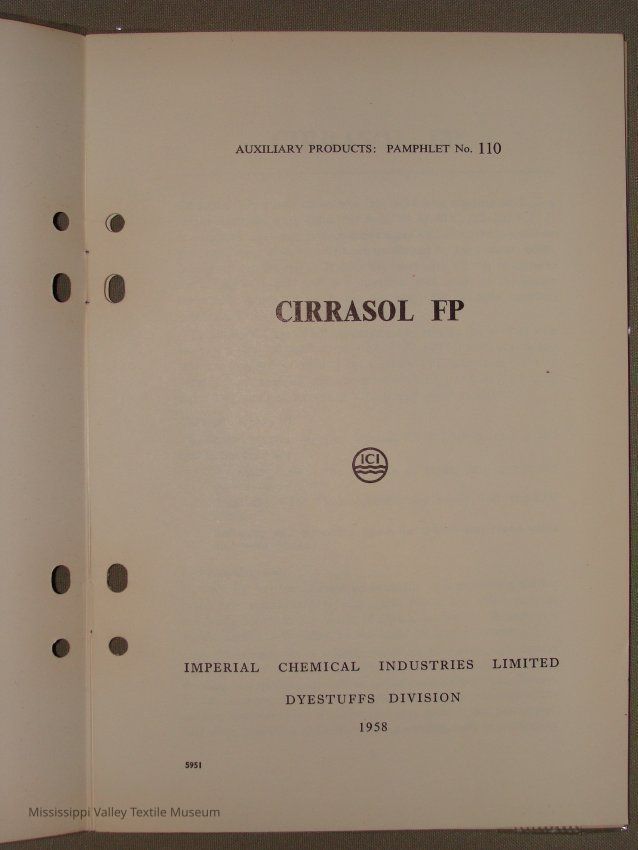 AUXILIARY PRODUCTS: PAMPHLET No. 110
CIRRASOL FP
ICI
IMPERIAL CHEMICAL INDUSTRIES LIMITED
DYESTUFFS DIVISION
1958
5951
Mississippi Valley Textile Museum